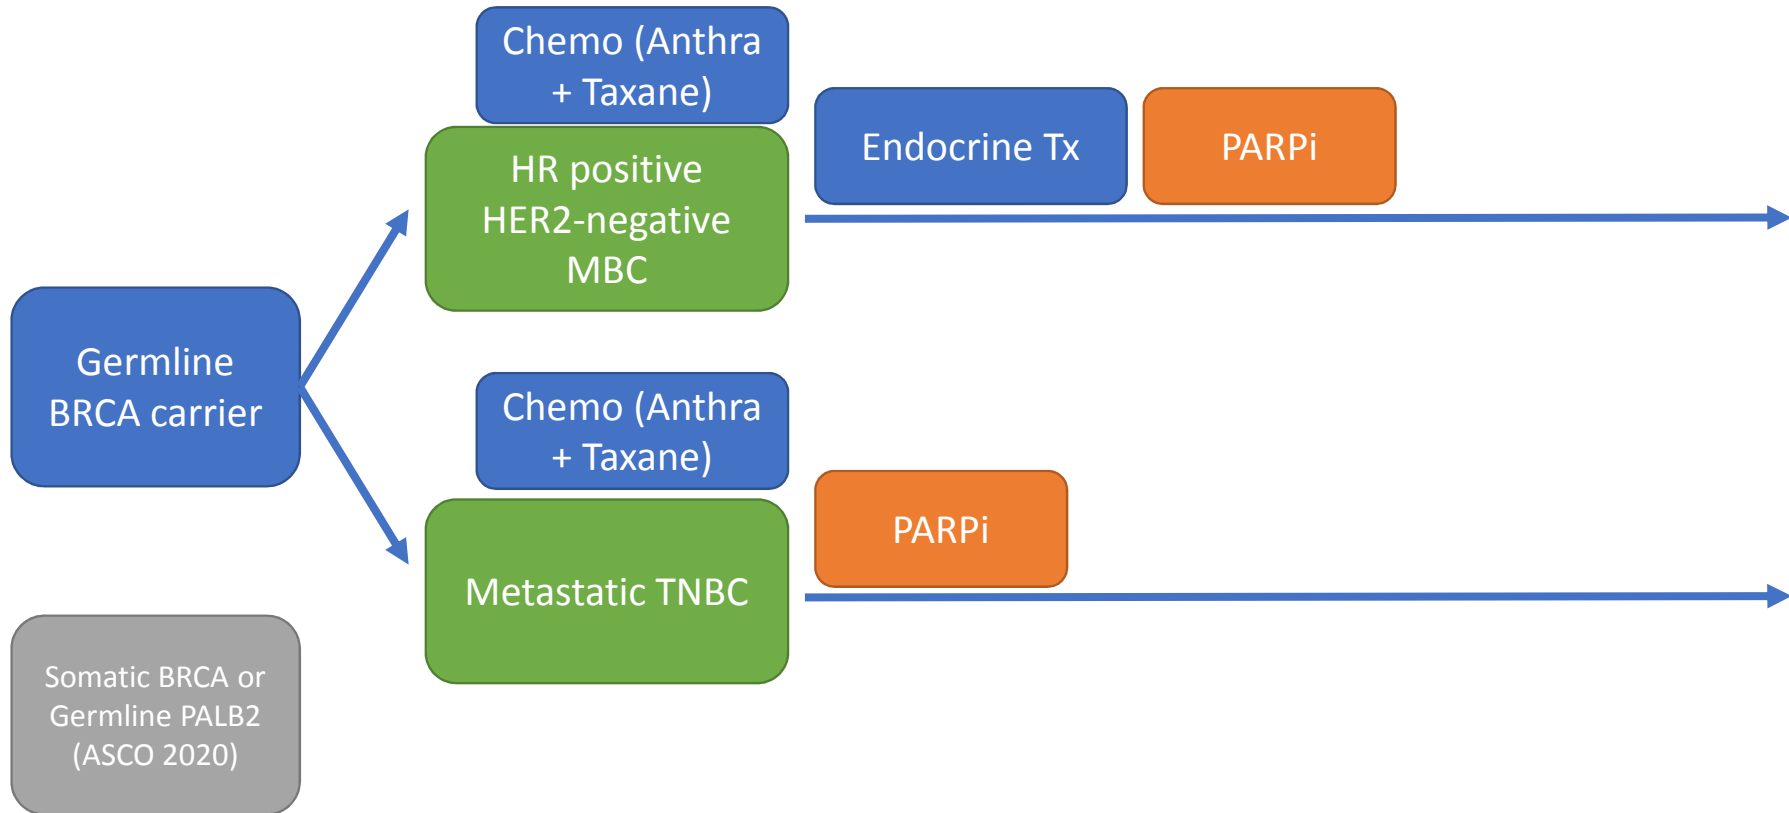 Chemo (Anthra
+ Taxane)
HR positive
HER2-negative
MBC
Endocrine Tx
PARPi
Germline
BRCA carrier
Chemo (Anthra
+ Taxane)
Metastatic TNBC
PARPi
Somatic BRCA or
Germline PALB2
(ASCO 2020)